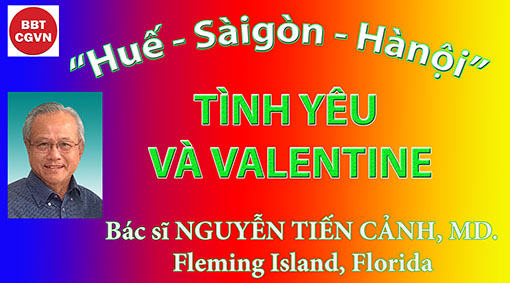 BBT
CGVN
“Huế - Sàigòn - Hànội”
TÌNH YÊU
VÀ VALENTINE
Bác sĩ NGUYỄN TIẾN CẢNH, MD.
Fleming Island, Florida